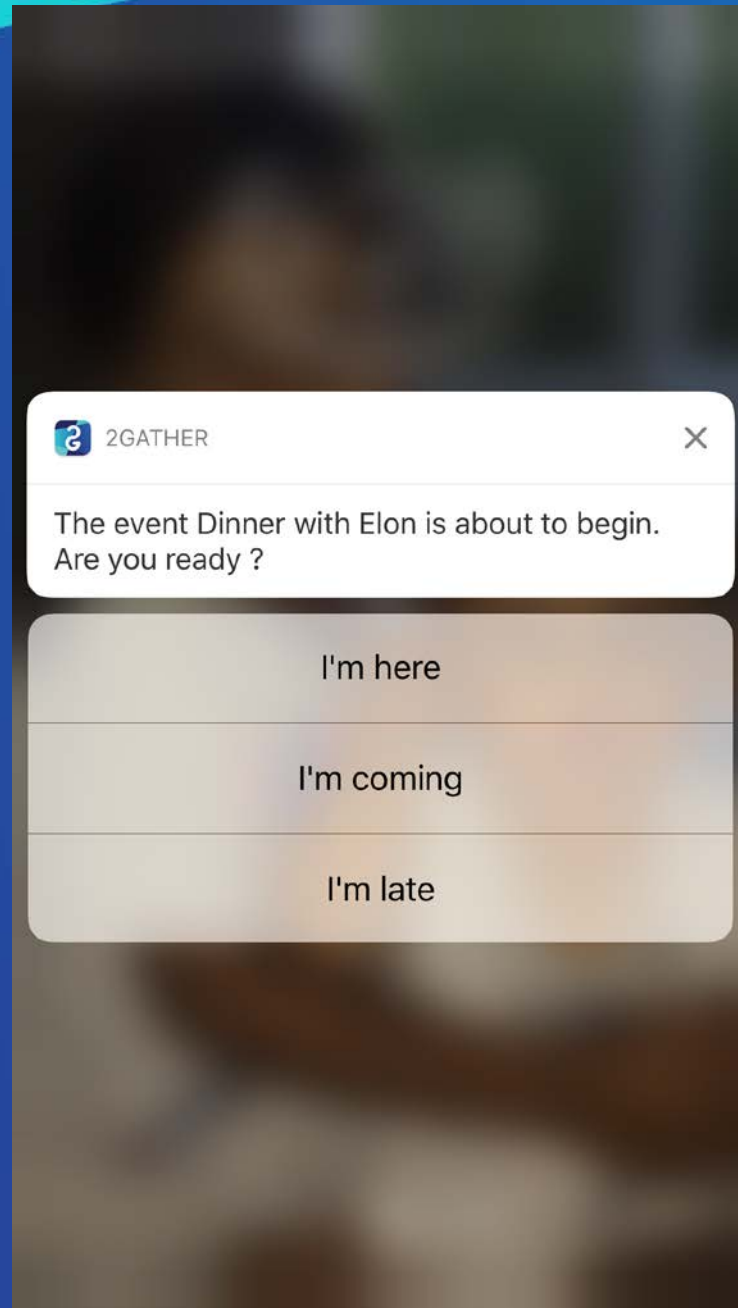 2GATHER
The event Dinner with Elon is about to begin.
Are you ready ?
I'm here
I'm coming
I'm late